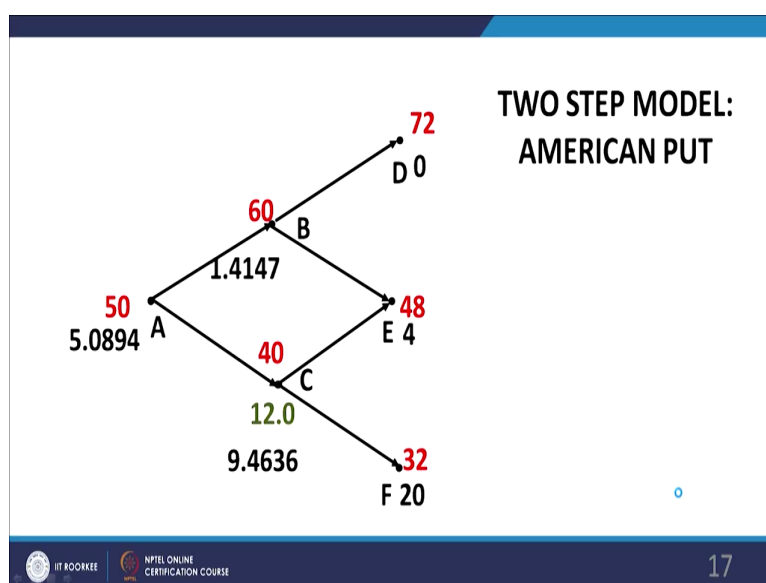 TWO STEP MODEL:
AMERICAN PUT
72
D 0
60
B
1.4147
50
5.0894 A
48
E 4
40
C
12.0
9.4636
32
F 20
IIT ROORKEE
NPTEL ONLINE
CERTIFICATION COURSE
17